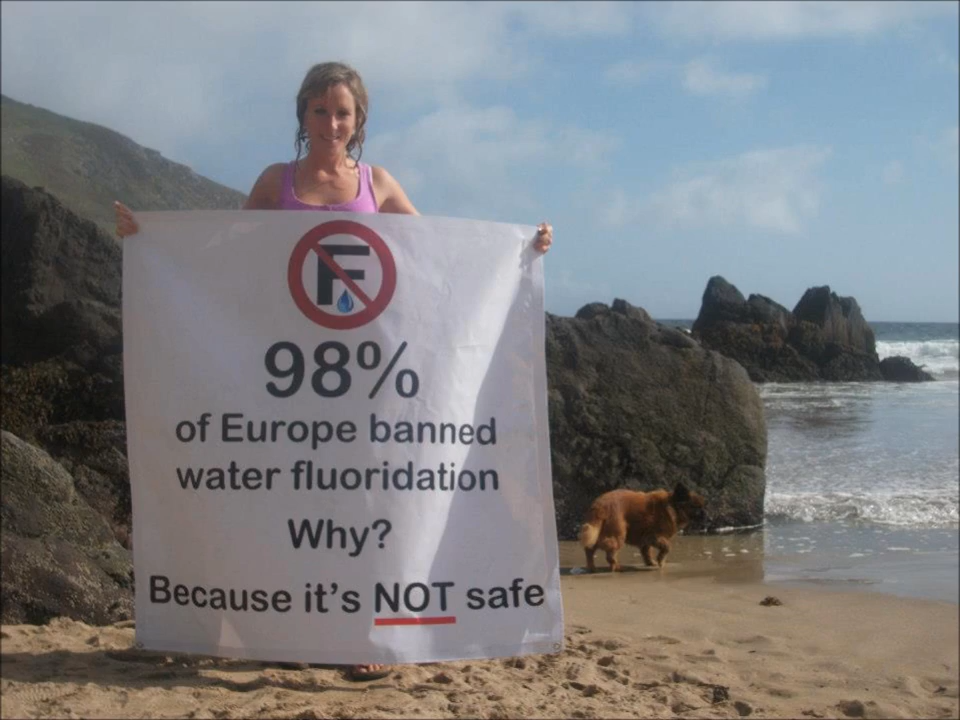 F
98%
of Europe banned
water fluoridation
Why?
Because it's NOT safe